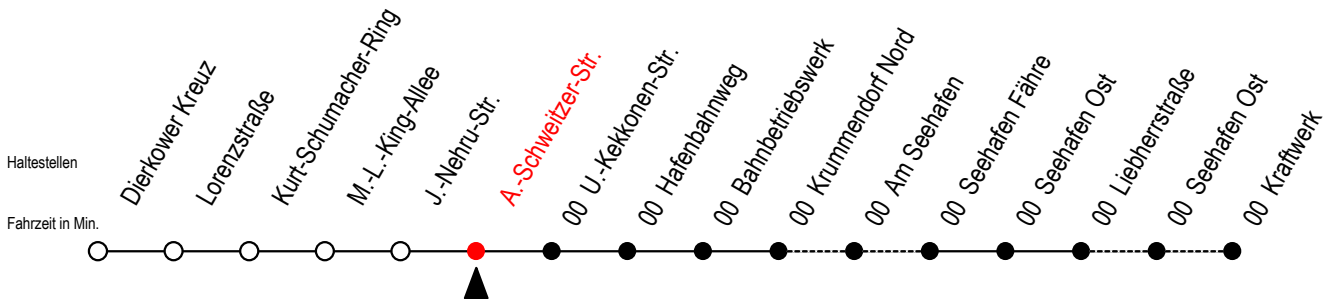 Haltestellen
Fahrzeit in Min.
Dierkower Kreuz
Lorenzstraße
Kurt-Schumacher-Ring
M.-L.-King-Allee
J.-Nehru-Str.
A.-Schweitzer-Str.
00 U.-Kekkonen-Str.
00 Hafenbahnweg
00 Bahnbetriebswerk
00 Krummendorf Nord
00 Am Seehafen
00 Seehafen Fähre
00 Seehafen Ost
00 Liebherrstraße
00 Seehafen Ost
00 Kraftwerk